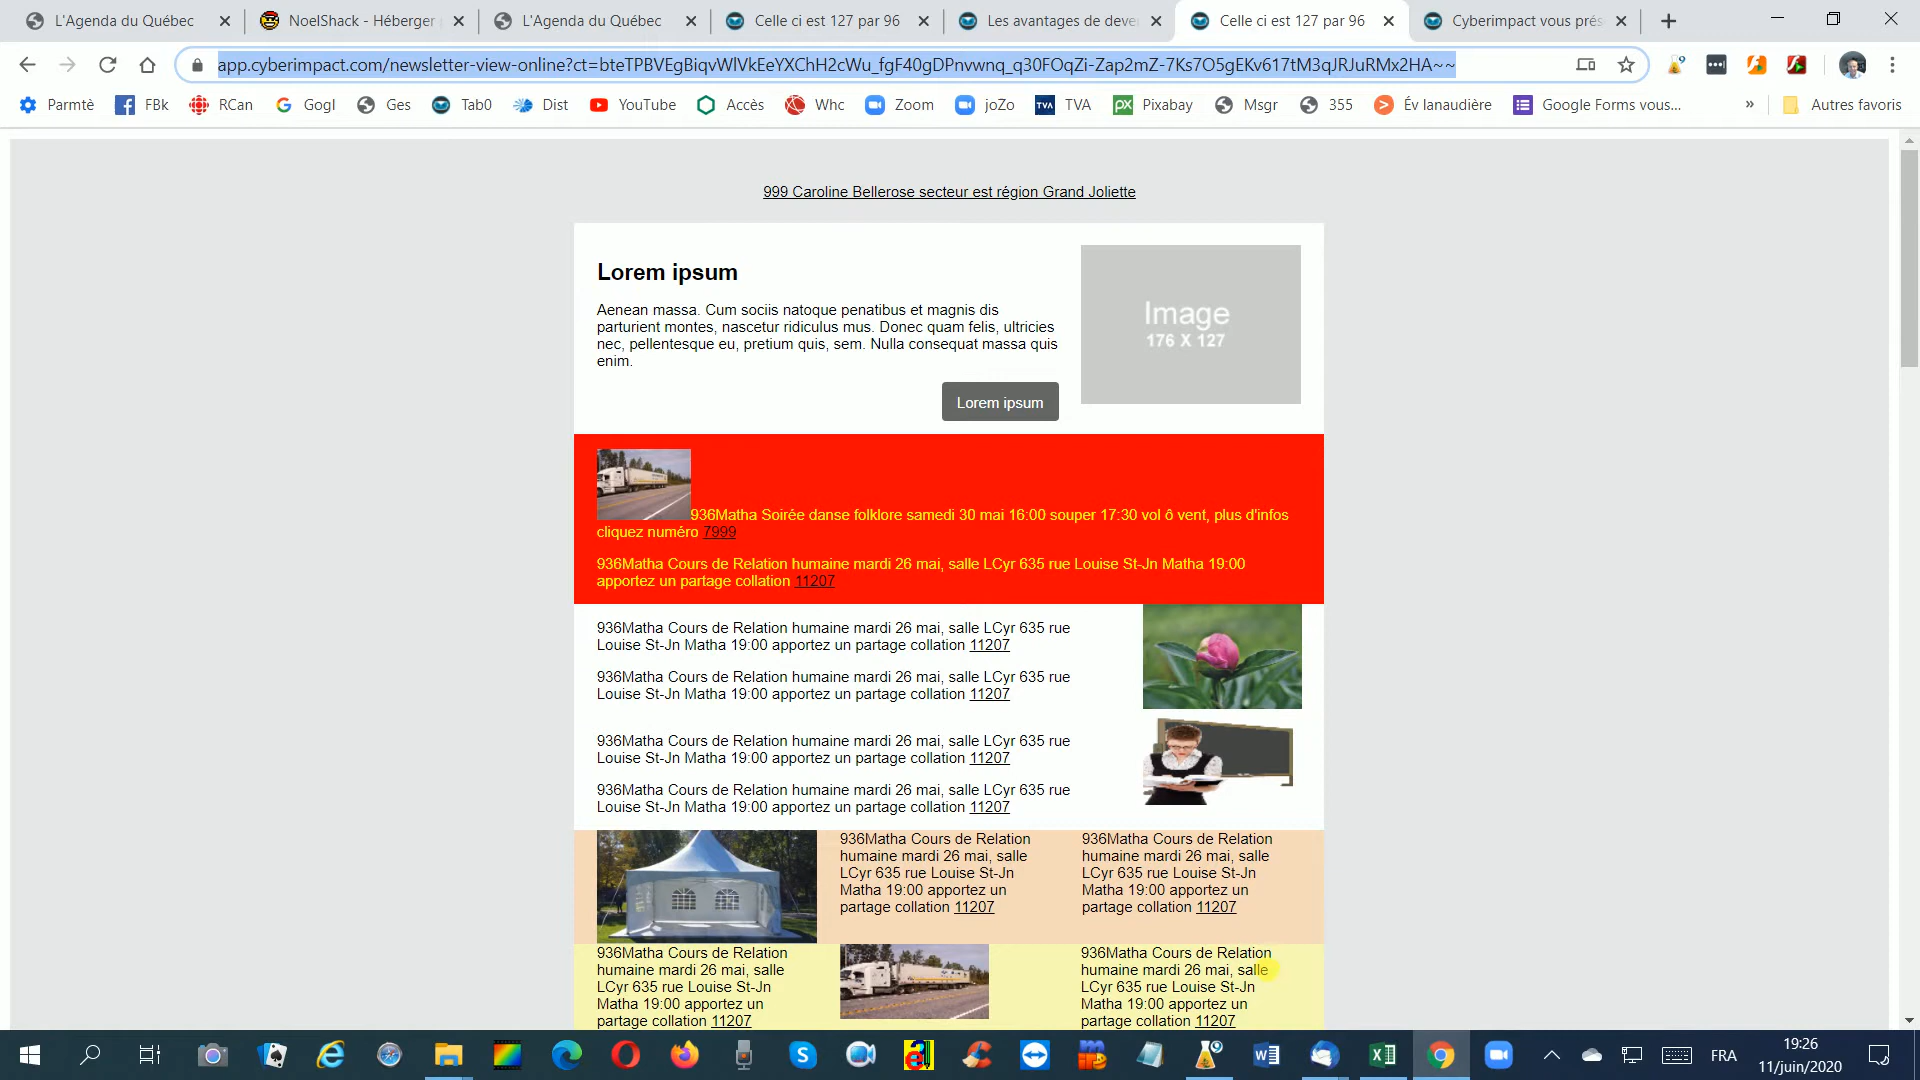 L'Agenda du Québec
NoelShack - Héberger
L'Agenda du Québec
Celle ci est 127 par 96
Les avantages de deve
Celle ci est 127 par 96
Cyberimpact vous prés
app.cyberimpact.com/newsletter-view-online?ct=bteTPBVEgBiqvWlVkEeYXChH2cWu_fgF40gDPnvwnq_q30FOqZi-Zap2mZ-7Ks7O5gEKv617tM3qJRJuRMx2HA~~
Parmtè FBk RCan Gogl Ges Tab0 Dist YouTube Accès Whc Zoom joZo TVA Pixabay Msgr 355 Év lanaudière Google Forms vous... » Autres favoris
999 Caroline Bellerose secteur est région Grand Joliette
Lorem ipsum
Aenean massa. Cum sociis natoque penatibus et magnis dis
parturient montes, nascetur ridiculus mus. Donec quam felis, ultricies
nec, pellentesque eu, pretium quis, sem. Nulla consequat massa quis
enim.
Lorem ipsum
Image
176 X 127
936Matha Soirée danse folklore samedi 30 mai 16:00 souper 17:30 vol ô vent, plus d'infos
cliquez numéro 7999
936Matha Cours de Relation humaine mardi 26 mai, salle LCyr 635 rue Louise St-Jn Matha 19:00
apportez un partage collation 11207
936Matha Cours de Relation humaine mardi 26 mai, salle LCyr 635 rue
Louise St-Jn Matha 19:00 apportez un partage collation 11207
936Matha Cours de Relation humaine mardi 26 mai, salle LCyr 635 rue
Louise St-Jn Matha 19:00 apportez un partage collation 11207
936Matha Cours de Relation humaine mardi 26 mai, salle LCyr 635 rue
Louise St-Jn Matha 19:00 apportez un partage collation 11207
936Matha Cours de Relation humaine mardi 26 mai, salle LCyr 635 rue
Louise St-Jn Matha 19:00 apportez un partage collation 11207
936Matha Cours de Relation
humaine mardi 26 mai, salle
LCyr 635 rue Louise St-Jn
Matha 19:00 apportez un
partage collation 11207
936Matha Cours de Relation
humaine mardi 26 mai, salle
LCyr 635 rue Louise St-Jn
Matha 19:00 apportez un
partage collation 11207
936Matha Cours de Relation
humaine mardi 26 mai, salle
LCyr 635 rue Louise St-Jn
Matha 19:00 apportez un
partage collation 11207
936Matha Cours de Relation
humaine mardi 26 mai, salle
LCyr 635 rue Louise St-Jn
Matha 19:00 apportez un
partage collation 11207
FRA
19:26
11/juin/2020